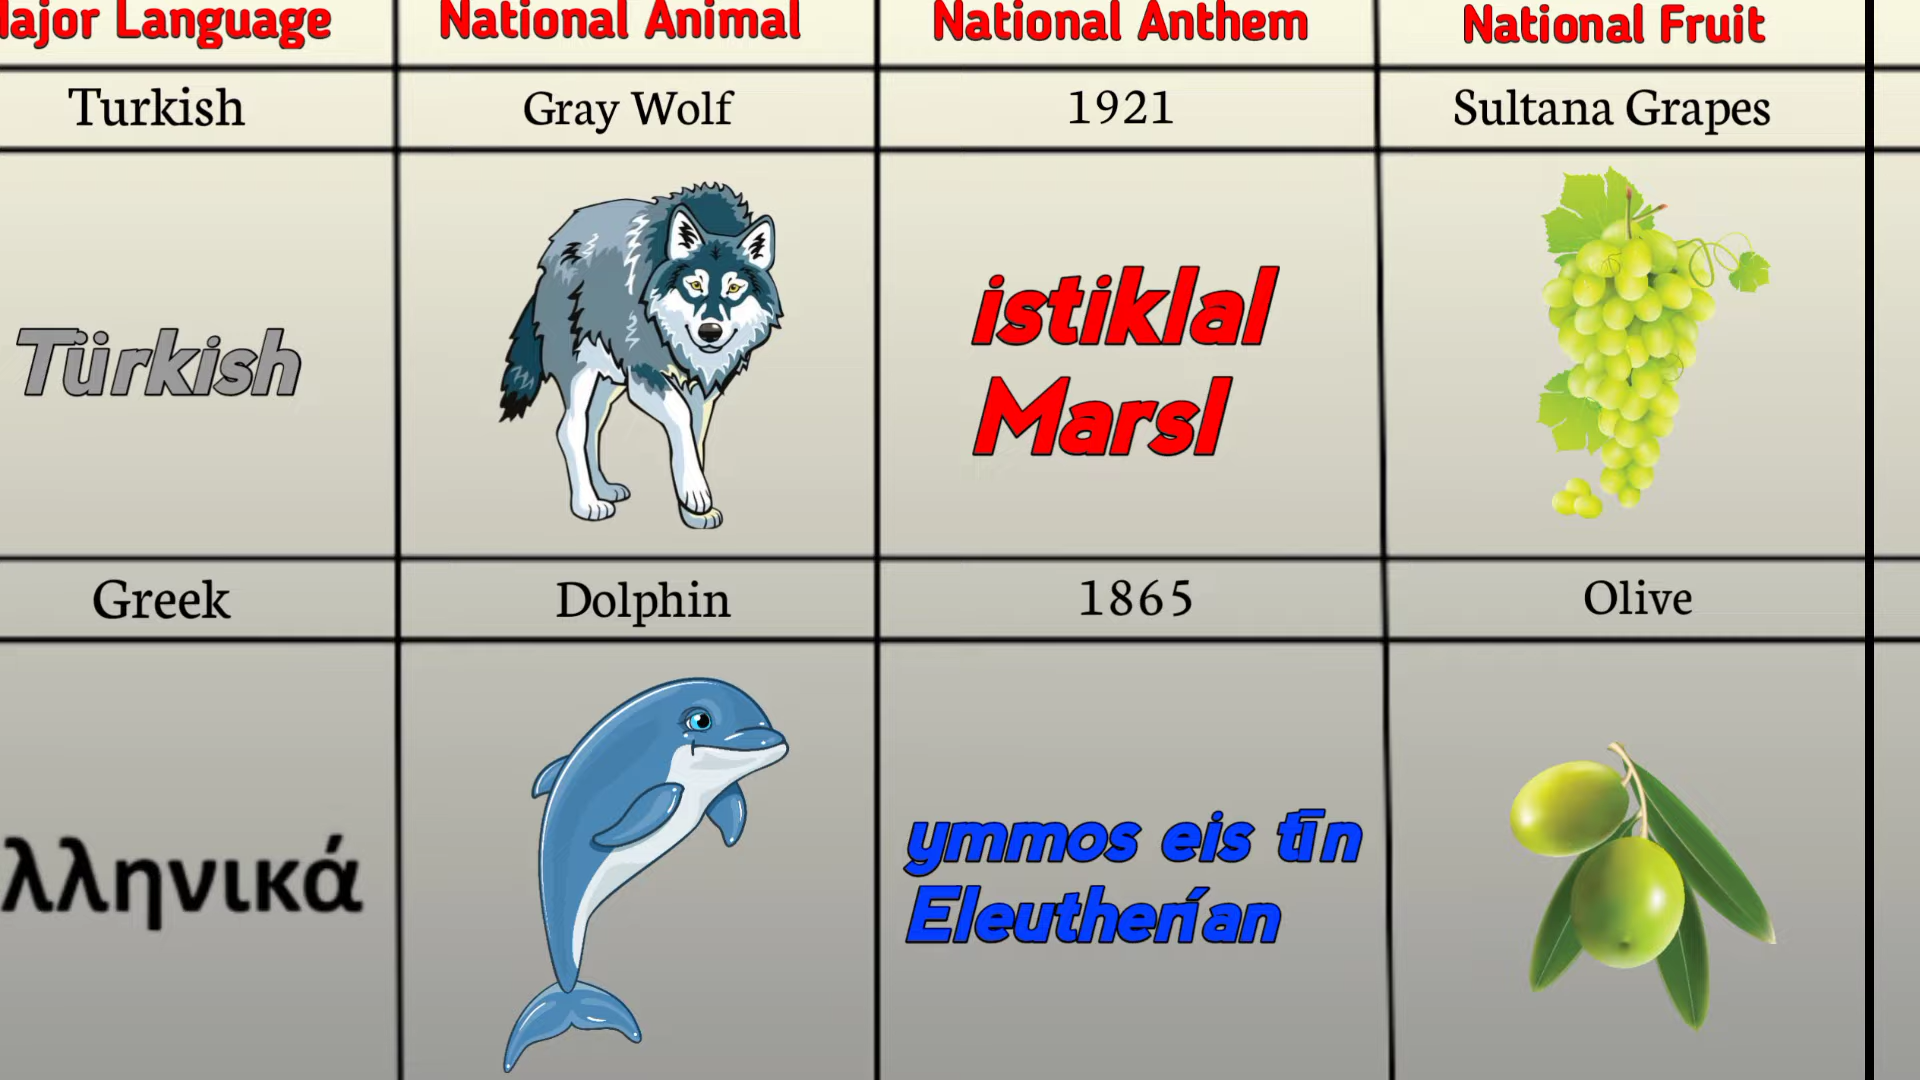 ajor Language National Animal National Anthem National Fruit
Turkish Gray Wolf 1921 Sultana Grapes
Türkish
istiklal
Marsl
Greek Dolphin 1865 Olive
λληνικά
ymmos eis tīn
Eleutherían